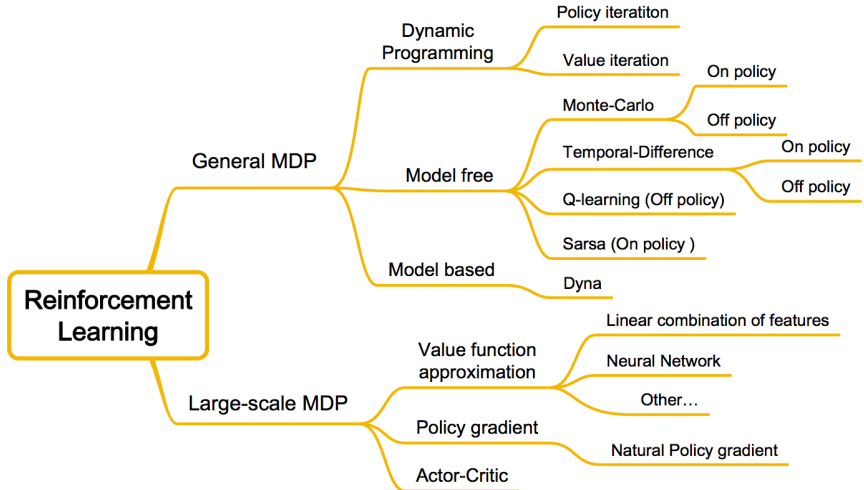 Policy iteratiton
Dynamic
Programming
Value iteration
On policy
Monte-Carlo
Off policy
General MDP
Temporal-Difference
On policy
Model free
Off policy
Q-learning (Off policy)
Sarsa (On policy )
Model based
Dyna
Reinforcement
Learning
Linear combination of features
Value function
approximation
Neural Network
Other...
Large-scale MDP
Policy gradient
Natural Policy gradient
Actor-Critic